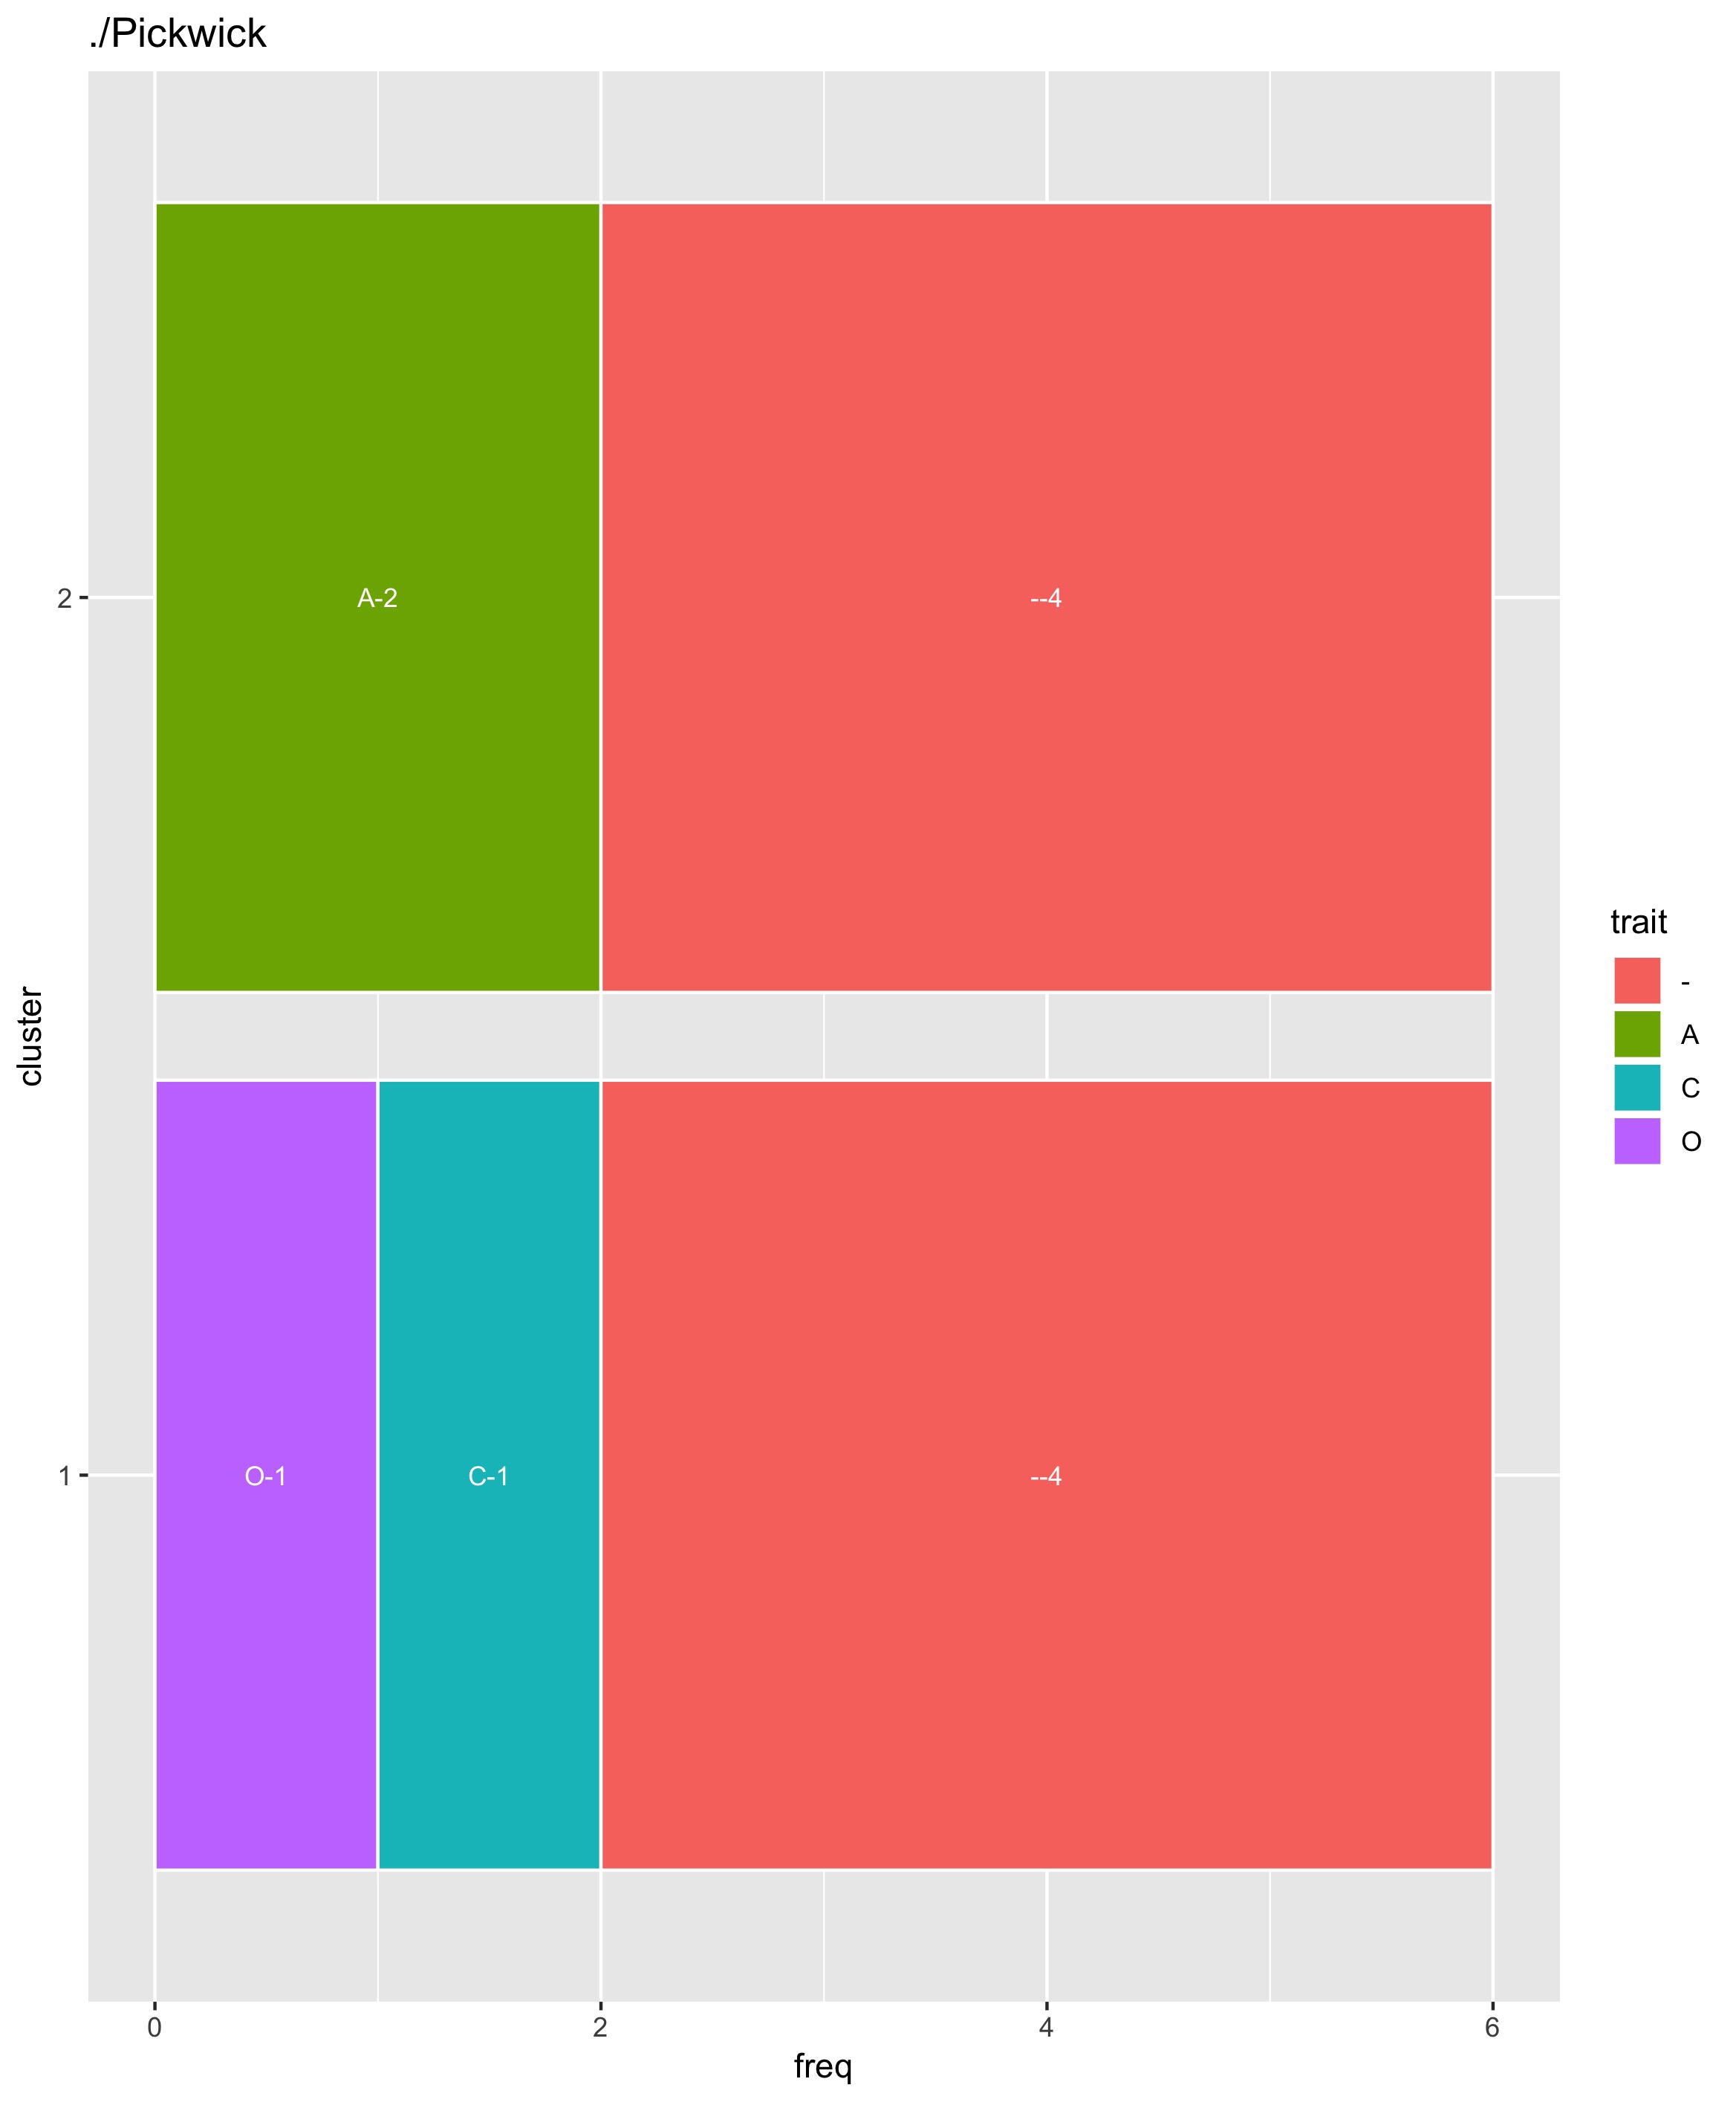 ./Pickwick
2
A-2
--4
cluster
trait
-
A
C
O
1
O-1
C-1
--4
0
2
4
6
freq